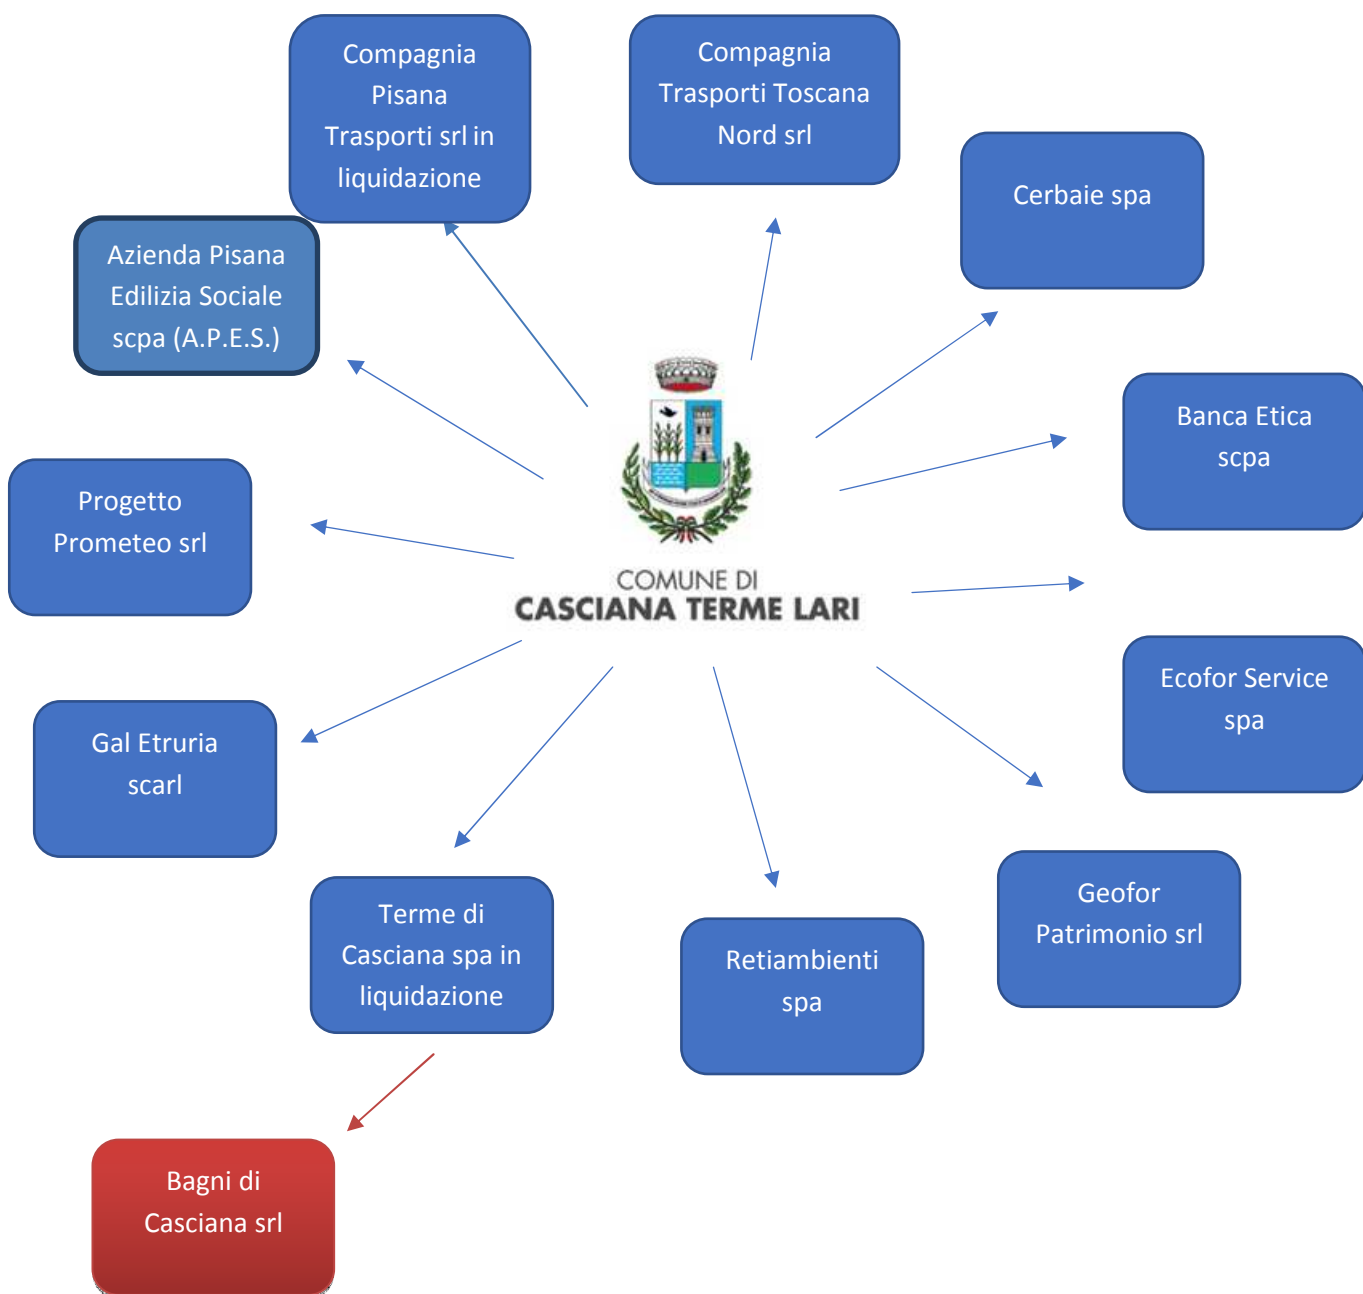 Compagnia
Pisana
Trasporti srl in
liquidazione
Compagnia
Trasporti Toscana
Nord srl
Cerbaie spa
Azienda Pisana
Edilizia Sociale
scpa (A.P.E.S.)
Banca Etica
scpa
Progetto
Prometeo srl
COMUNE DI
CASCIANA TERME LARI
Ecofor Service
spa
Gal Etruria
scarl
Geofor
Patrimonio srl
Terme di
Casciana spa in
liquidazione
Retiambienti
spa
Bagni di
Casciana srl